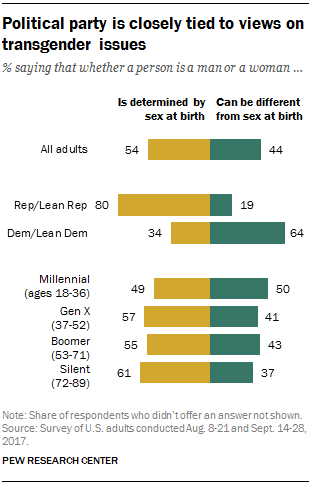 Political party is closely tied to views on
transgender issues
% saying that whether a person is a man or a woman ...
Is determined by
sex at birth
Can be different
from sex at birth
All adults 54 44
Rep/Lean Rep 80 19
Dem/Lean Dem 34 64
Millennial
(ages 18-36) 49 50
Gen X
(37-52) 57 41
Boomer
(53-71) 55 43
Silent
(72-89) 61 37
Note: Share of respondents who didn't offer an answer not shown.
Source: Survey of U.S. adults conducted Aug. 8-21 and Sept. 14-28,
2017.
PEW RESEARCH CENTER